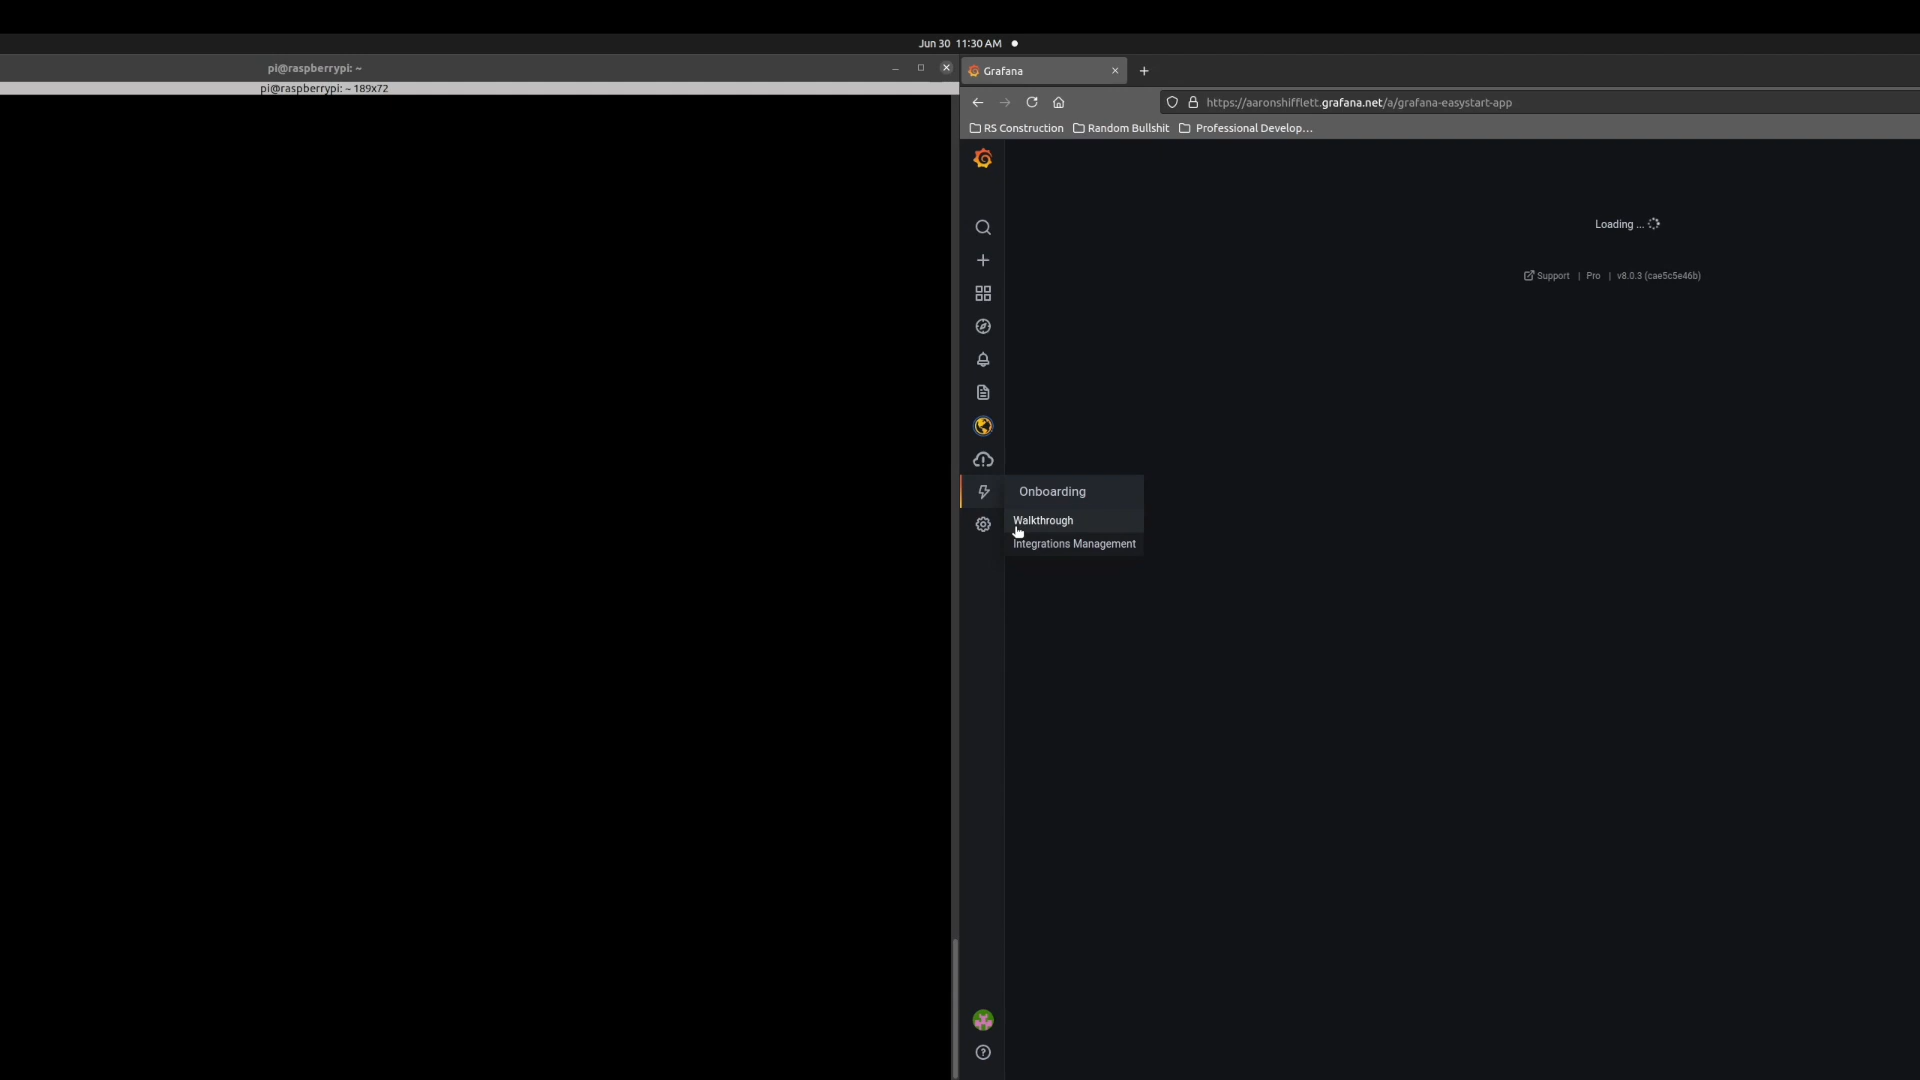 Jun 30 11:30 AM
pi@raspberrypi: ~
pi@raspberrypi: ~ 189x72
Grafana
https://aaronshifflett.grafana.net/a/grafana-easystart-app
RS Construction
Random Bullshit
Professional Develop...
Loading ...
Support | Pro | v8.0.3 (cae5c5e46b)
Onboarding
Walkthrough
Integrations Management